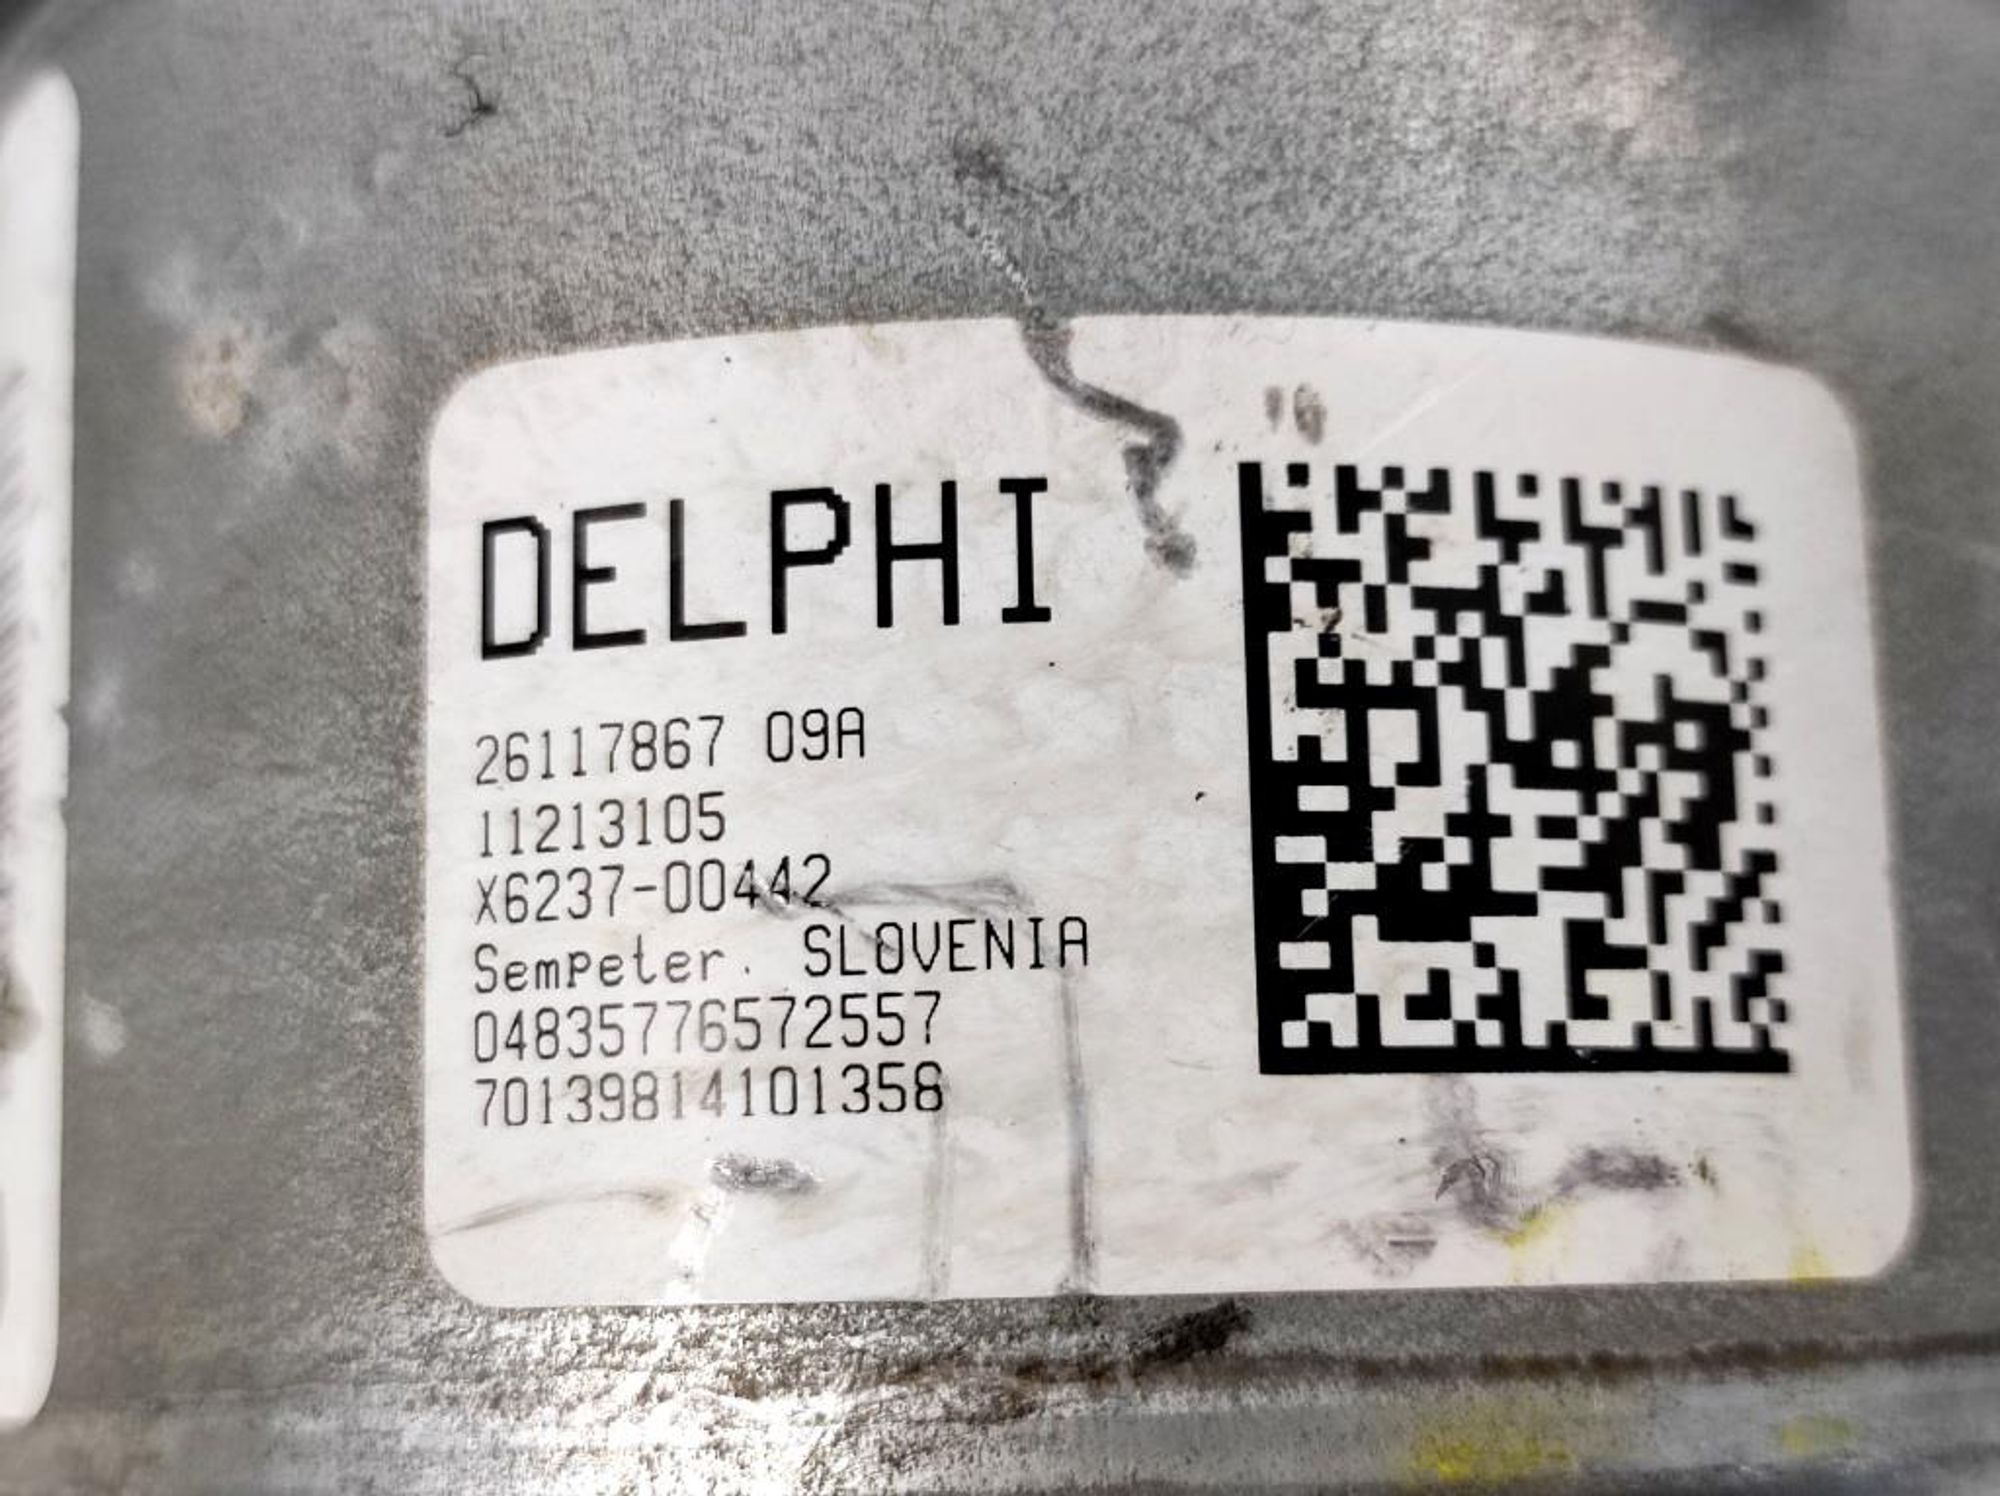 DELPHI
26117867 09A
11213105
X6237-00442
Sempeter. SLOVENIA
04835776572557
70139814101358